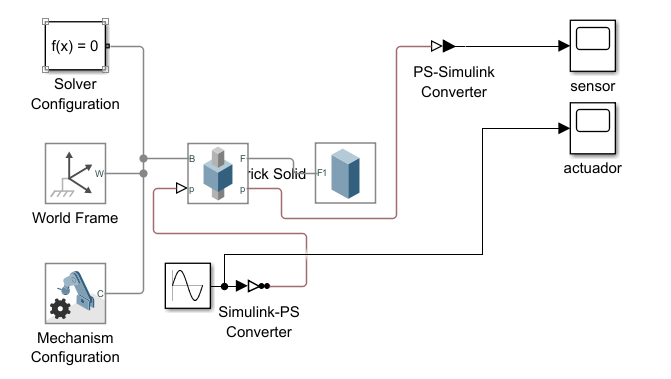 f(x) = 0
Solver
Configuration
PS-Simulink
Converter
sensor
W
World Frame
B
F
p
p
rick Solid
F1
actuador
C
Mechanism
Configuration
Simulink-PS
Converter